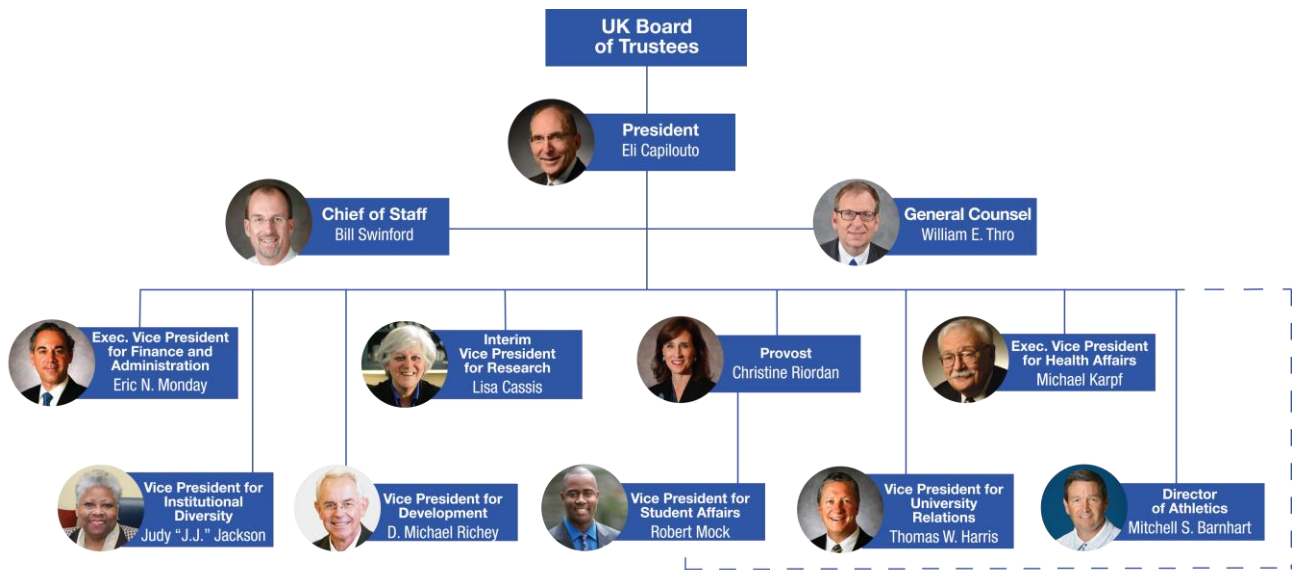 UK Board
of Trustees
President
Eli Capilouto
Chief of Staff
Bill Swinford
General Counsel
William E. Thro
Exec. Vice President
for Finance and
Administration
Eric N. Monday
Interim
Vice President
for Research
Lisa Cassis
Provost
Christine Riordan
Exec. Vice President
for Health Affairs
Michael Karpf
Vice President for
Institutional
Diversity
Judy “J.J.” Jackson
Vice President for
Development
D. Michael Richey
Vice President for
Student Affairs
Robert Mock
Vice President for
University
Relations
Thomas W. Harris
Director
of Athletics
Mitchell S. Barnhart